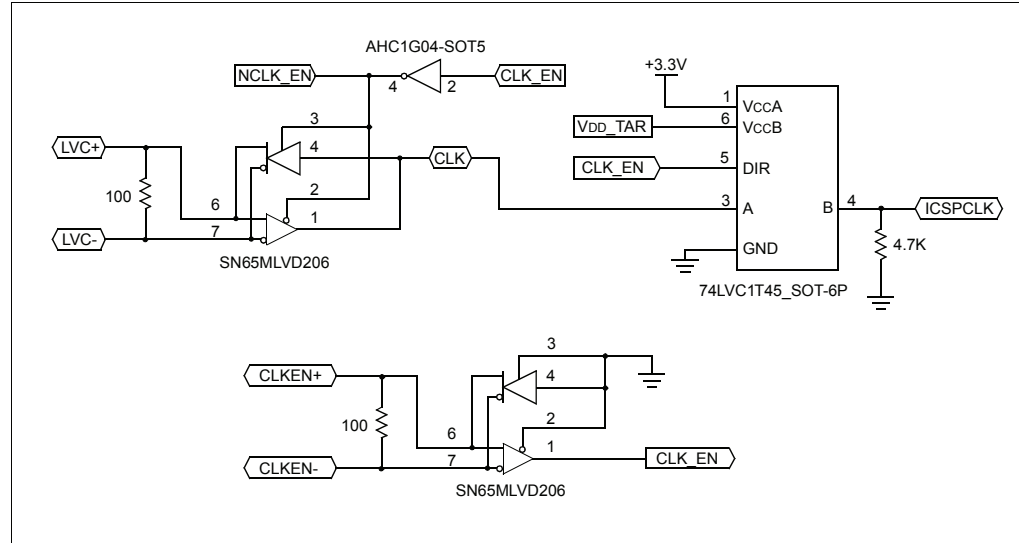 AHC1G04-SOT5
NCLK_EN
4
2
CLK_EN
+3.3V
1
VCCA
6
VCCB
VDD_TAR
CLK_EN
5
DIR
3
A
B
4
ICSPCLK
GND
4.7K
74LVC1T45_SOT-6P
LVC+
3
4
CLK
100
2
6
1
LVC-
7
SN65MLVD206
CLKEN+
3
4
100
2
6
1
CLKEN-
7
CLK_EN
SN65MLVD206